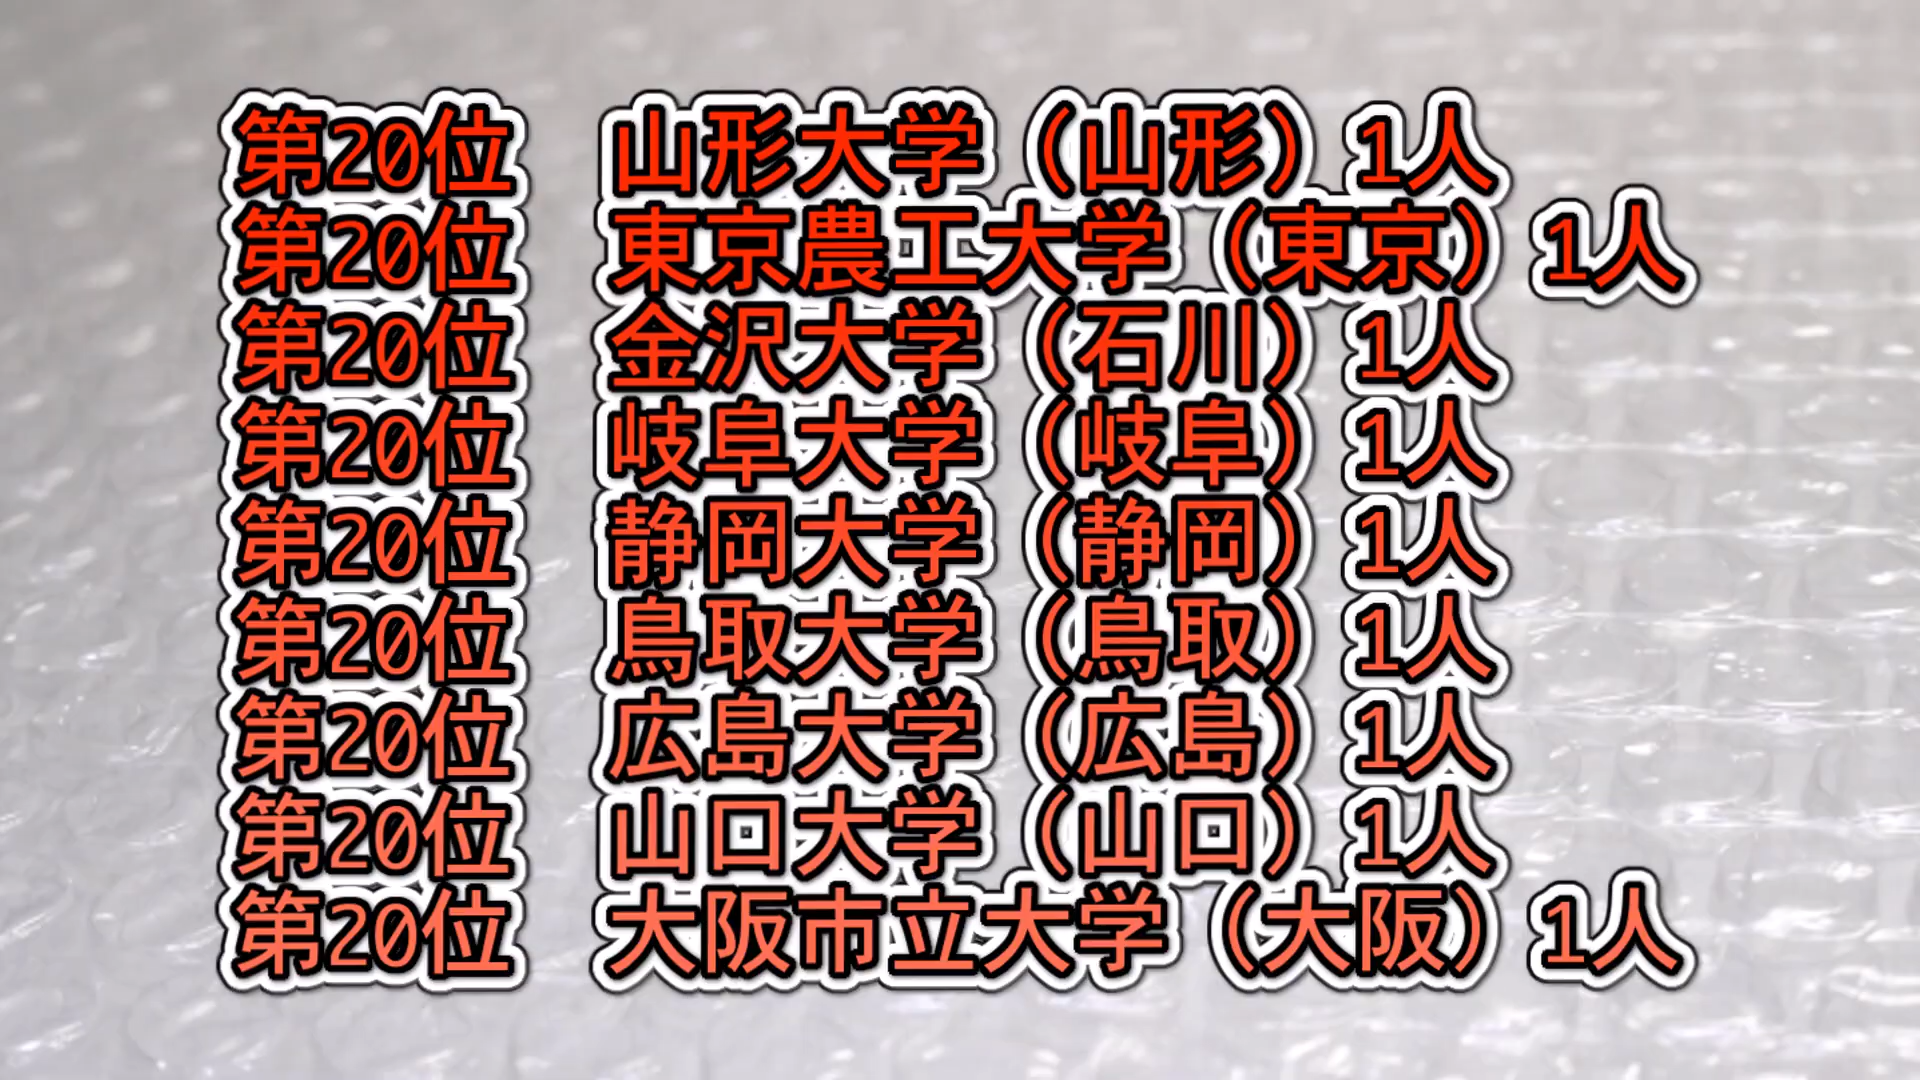 第20位 山形大学（山形）1人
第20位 東京農工大学（東京）1人
第20位 金沢大学（石川）1人
第20位 岐阜大学（岐阜）1人
第20位 静岡大学（静岡）1人
第20位 鳥取大学（鳥取）1人
第20位 広島大学（広島）1人
第20位 山口大学（山口）1人
第20位 大阪市立大学（大阪）1人